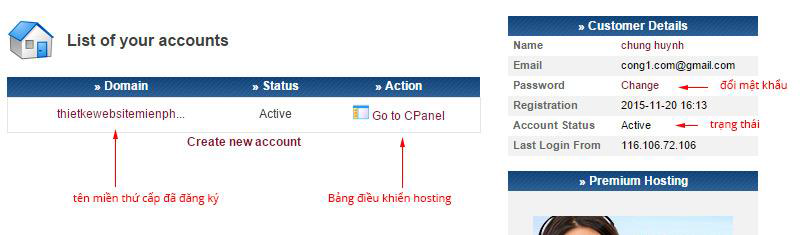 List of your accounts
» Domain » Status » Action
thietkewebsitemienph... Active Go to CPanel
Create new account
tên miền thứ cấp đã đăng ký
Bảng điều khiển hosting
» Customer Details
Name chung huynh
Email cong1.com@gmail.com
Password Change
đổi mật khẩu
Registration 2015-11-20 16:13
Account Status Active
trạng thái
Last Login From 116.106.72.106
» Premium Hosting